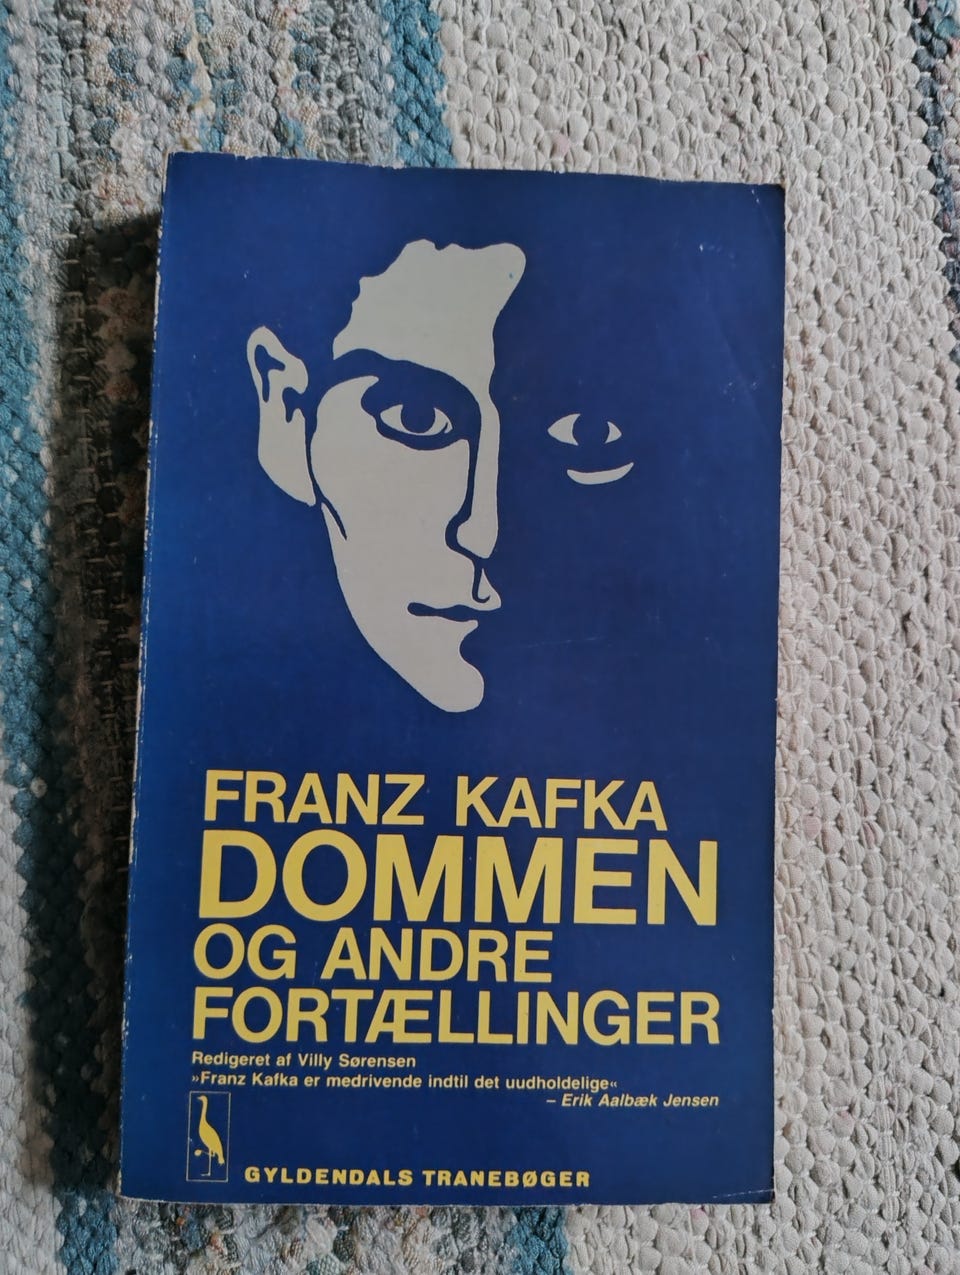 FRANZ KAFKA
DOMMEN
OG ANDRE
FORTÆLLINGER
Redigeret af Villy Sørensen
»Franz Kafka er medrivende indtil det uudholdelige«
– Erik Aalbæk Jensen
GYLDENDALS TRANEBØGER